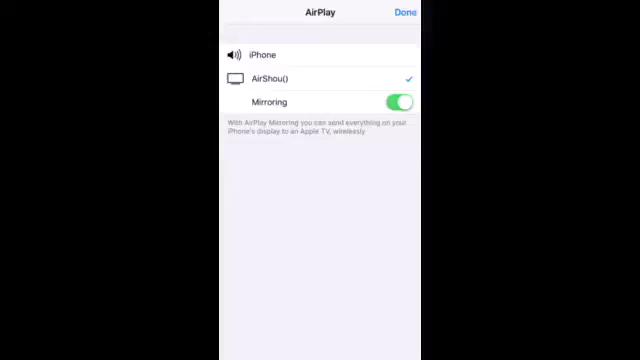 AirPlay
Done
iPhone
AirShou()
Mirroring
With AirPlay Mirroring you can send everything on your
iPhone's display to an Apple TV, wirelessly